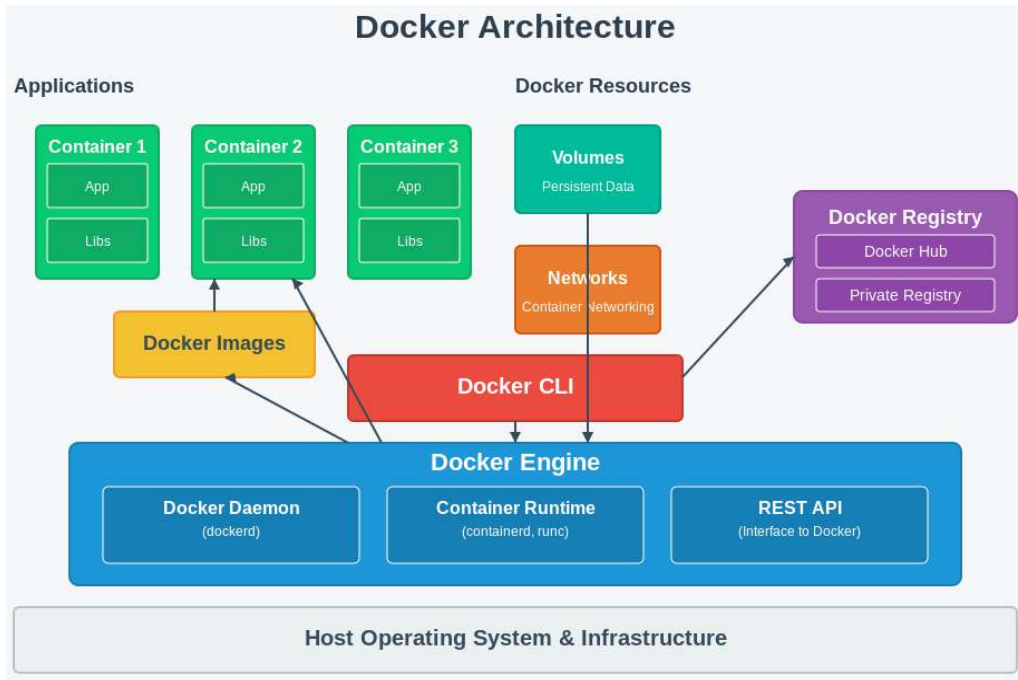 Docker Architecture
Applications
Docker Resources
Container 1
App
Libs
Container 2
App
Libs
Container 3
App
Libs
Volumes
Persistent Data
Networks
Container Networking
Docker Registry
Docker Hub
Private Registry
Docker Images
Docker CLI
Docker Engine
Docker Daemon
(dockerd)
Container Runtime
(containerd, runc)
REST API
(Interface to Docker)
Host Operating System & Infrastructure